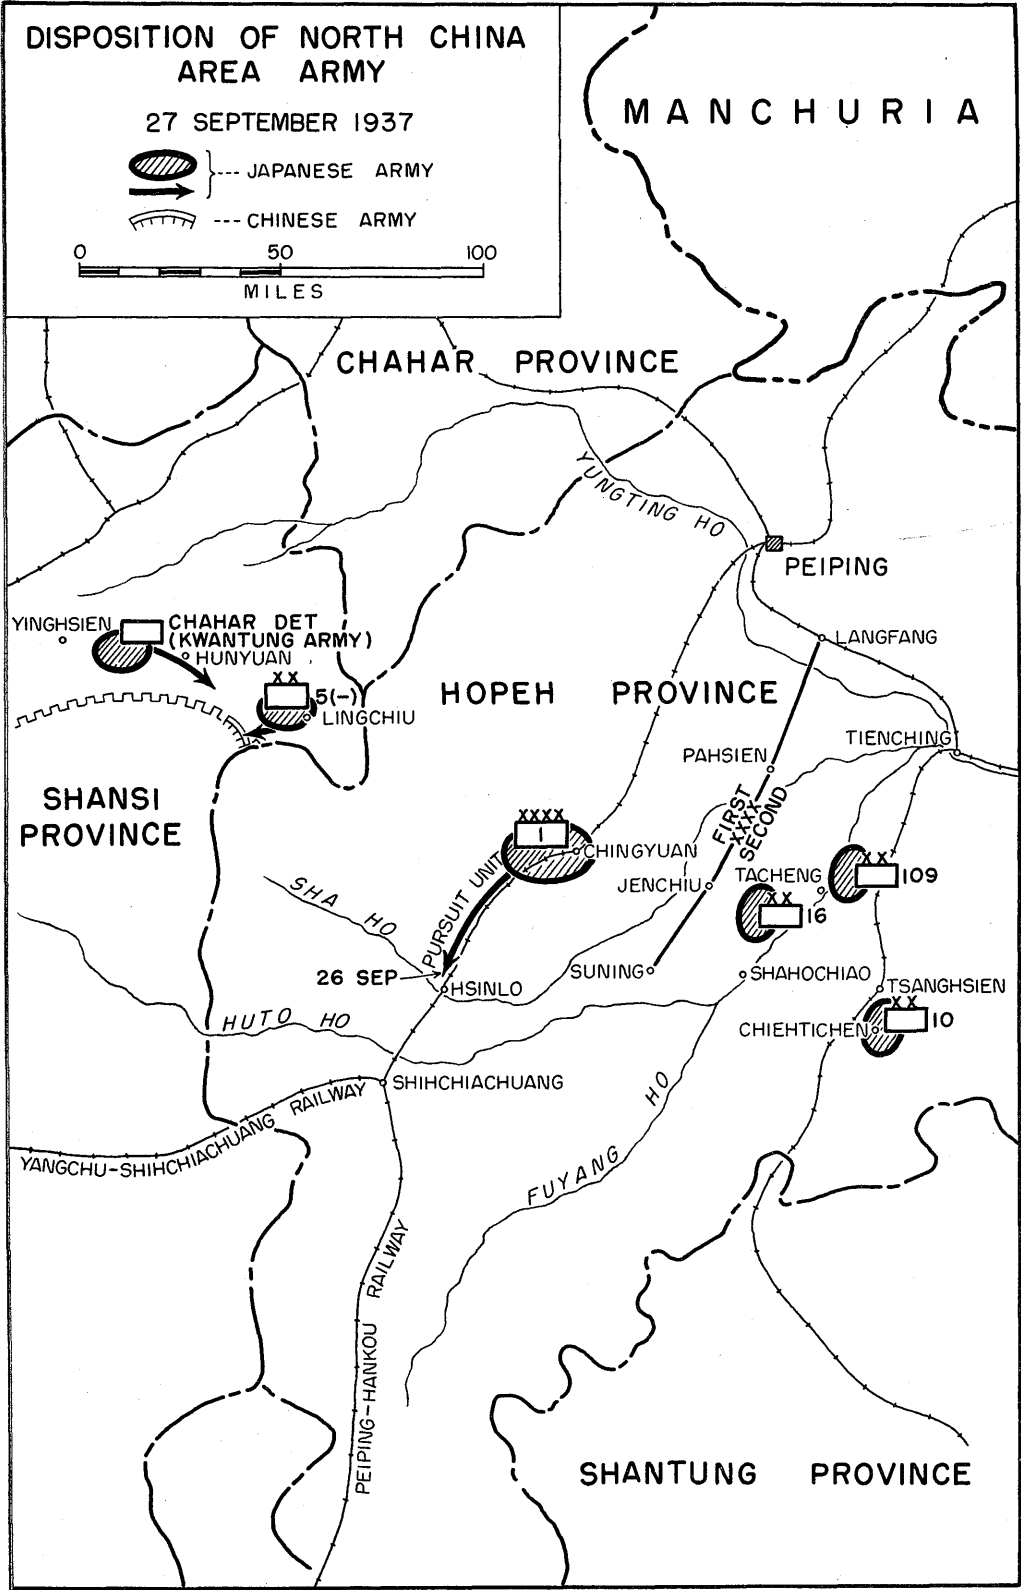 DISPOSITION OF NORTH CHINA
AREA ARMY
27 SEPTEMBER 1937
--- JAPANESE ARMY
--- CHINESE ARMY
0 50 100
MILES
MANCHURIA
CHAHAR PROVINCE
YUNGTING HO
PEIPING
YINGHSIEN
CHAHAR DET
(KWANTUNG ARMY)
HUNYUAN
LANGFANG
XX
5(-)
LINGCHIU
HOPEH PROVINCE
TIENCHING
PAHSIEN
SHANSI
PROVINCE
FIRST
XXXX
SECOND
XXXX
1
CHINGYUAN
PURSUIT UNIT
JENCHIU
TACHENG
XX
109
XX
16
SHA HO
26 SEP
HSINLO
SUNING
SHAHOCHIAO
TSANGHSIEN
XX
10
CHIEHTICHEN
HUTO HO
SHIHCHIACHUANG
YANGCHU-SHIHCHIACHUANG RAILWAY
FUYANG HO
PEIPING-HANKOU RAILWAY
SHANTUNG PROVINCE